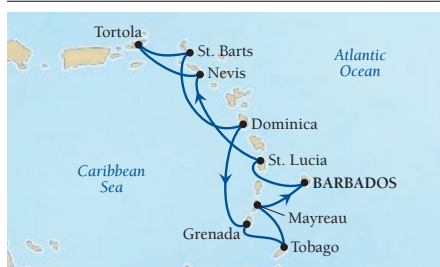 Tortola
St. Barts
Atlantic
Ocean
Nevis
Dominica
St. Lucia
Caribbean
Sea
BARBADOS
Mayreau
Grenada
Tobago